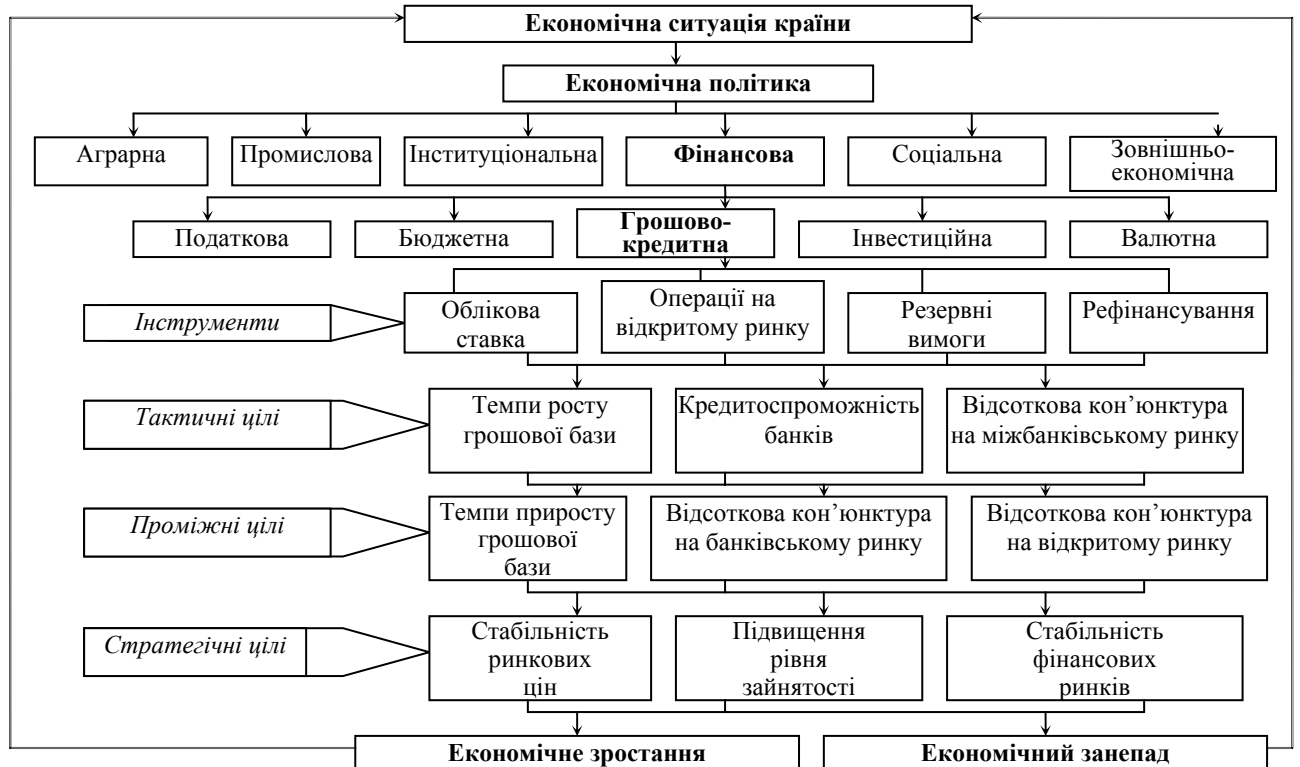 Економічна ситуація країни
Економічна політика
Аграрна
Промислова
Інституціональна
Фінансова
Соціальна
Зовнішньо-
економічна
Податкова
Бюджетна
Грошово-
кредитна
Інвестиційна
Валютна
Інструменти
Облікова
ставка
Операції на
відкритому ринку
Резервні
вимоги
Рефінансування
Тактичні цілі
Темпи росту
грошової бази
Кредитоспроможність
банків
Відсоткова кон’юнктура
на міжбанківському ринку
Проміжні цілі
Темпи приросту
грошової
бази
Відсоткова кон’юнктура
на банківському ринку
Відсоткова кон’юнктура
на відкритому ринку
Стратегічні цілі
Стабільність
ринкових
цін
Підвищення
рівня
зайнятості
Стабільність
фінансових
ринків
Економічне зростання
Економічний занепад